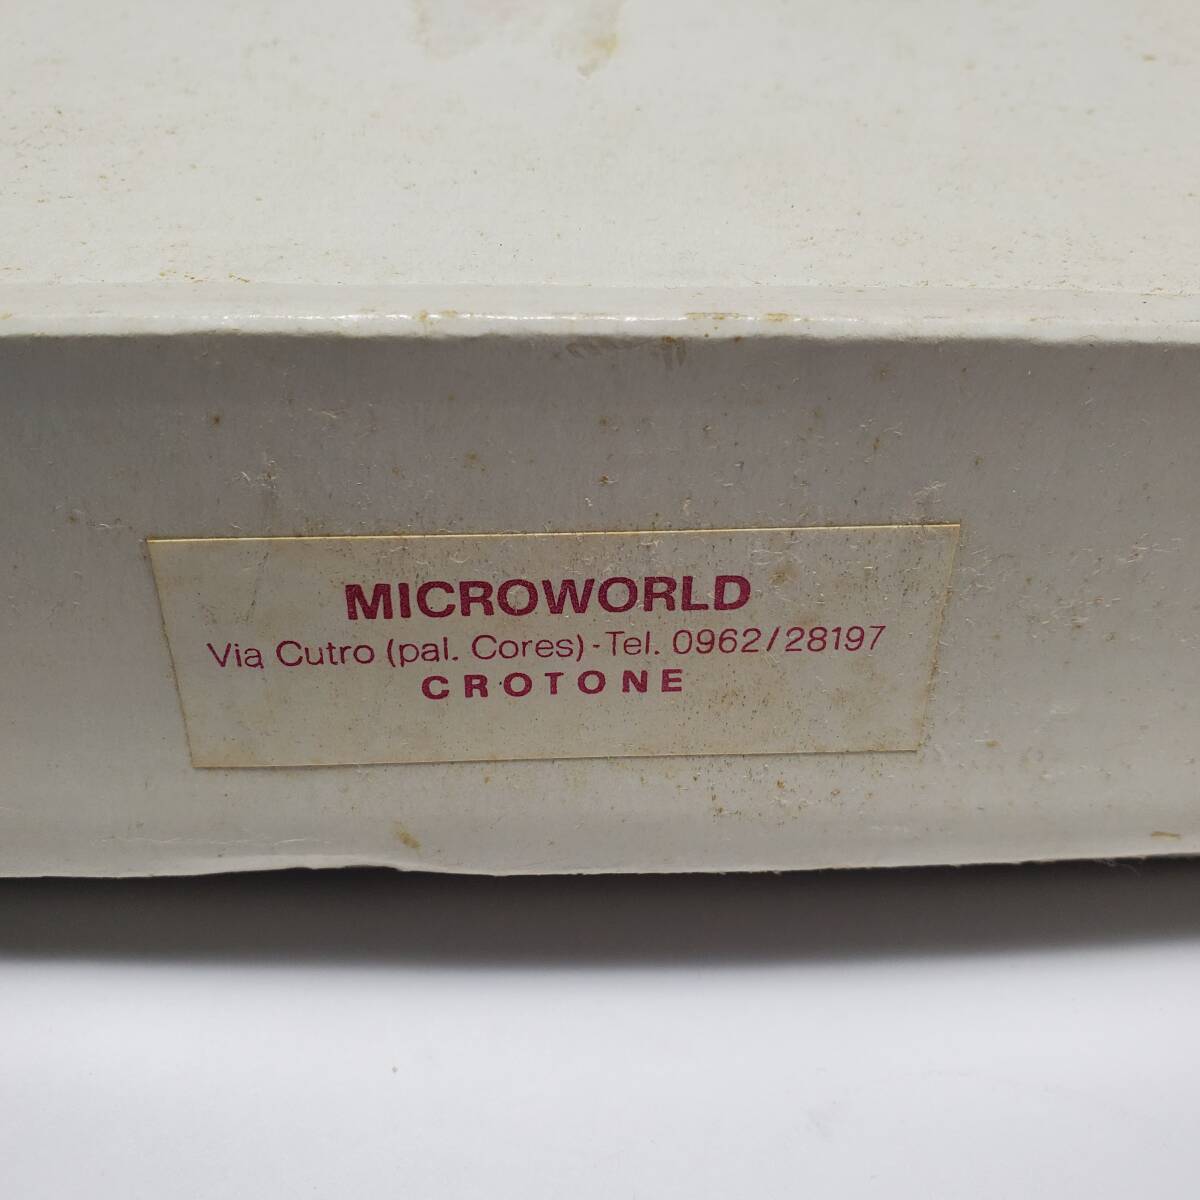 MICROWORLD
Via Cutro (pal. Cores) - Tel. 0962/28197
CROTONE